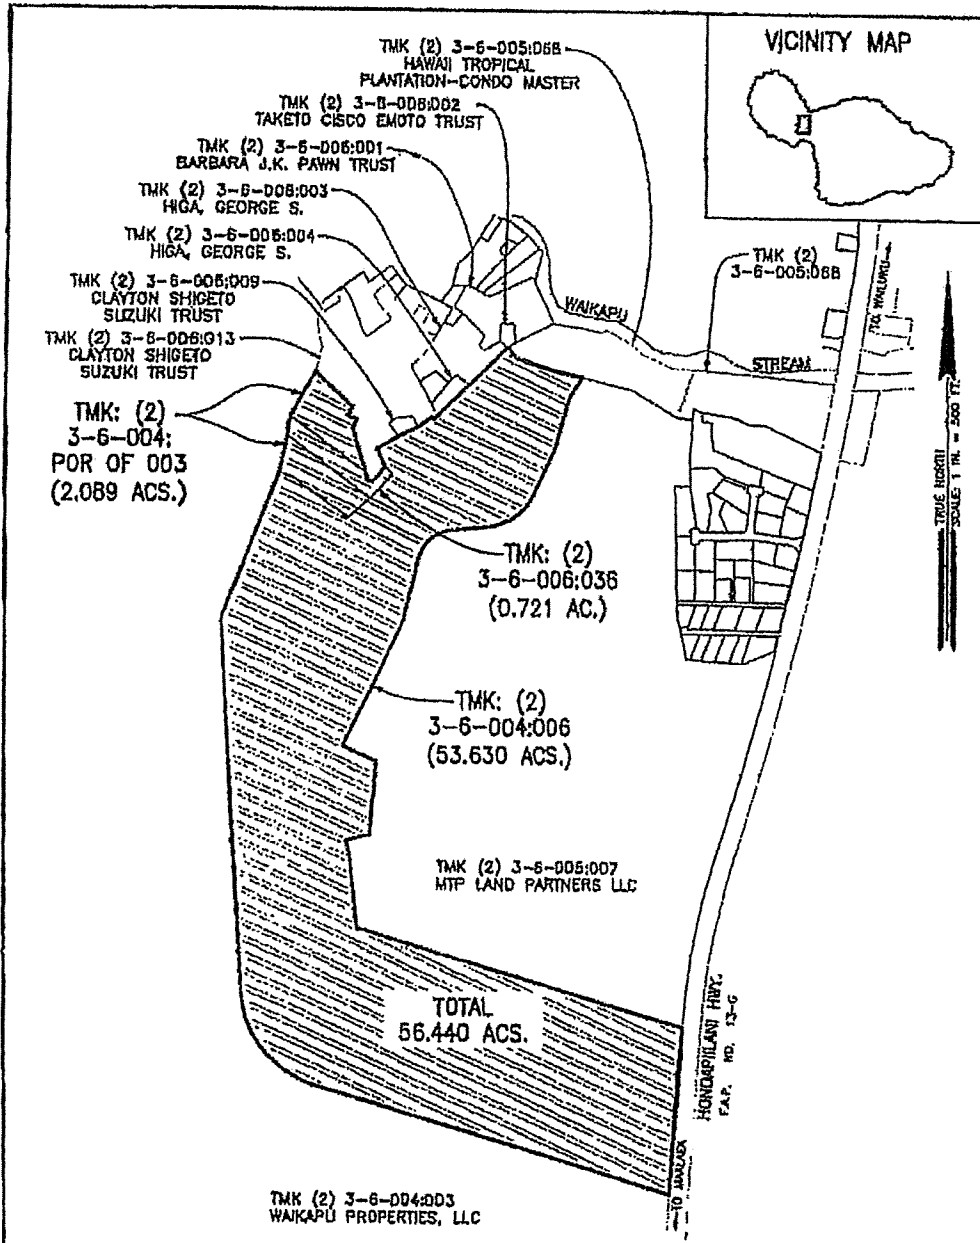 VICINITY MAP
TMK (2) 3-6-005:068
HAWAII TROPICAL
PLANTATION-CONDO MASTER
TMK (2) 3-6-006:002
TAKETO CISCO EMOTO TRUST
TMK (2) 3-6-006:001
BARBARA J.K. PAWN TRUST
TMK (2) 3-6-006:003
HIGA, GEORGE S.
TMK (2) 3-6-006:004
HIGA, GEORGE S.
TMK (2) 3-6-006:009
CLAYTON SHIGETO
SUZUKI TRUST
TMK (2) 3-6-006:013
CLAYTON SHIGETO
SUZUKI TRUST
TMK: (2)
3-6-004:
POR OF 003
(2.089 ACS.)
TMK (2)
3-6-005:068
WAIKAPU
STREAM
TO WAILUKU
TRUE NORTH
SCALE: 1 IN. = 500 FT.
TMK: (2)
3-6-006:036
(0.721 AC.)
TMK: (2)
3-6-004:006
(53.630 ACS.)
TMK (2) 3-6-005:007
MTP LAND PARTNERS LLC
TOTAL
56.440 ACS.
HONOAPIILANI HWY.
F.A.P. NO. 13-G
TO MAALAEA
TMK (2) 3-6-004:003
WAIKAPU PROPERTIES, LLC